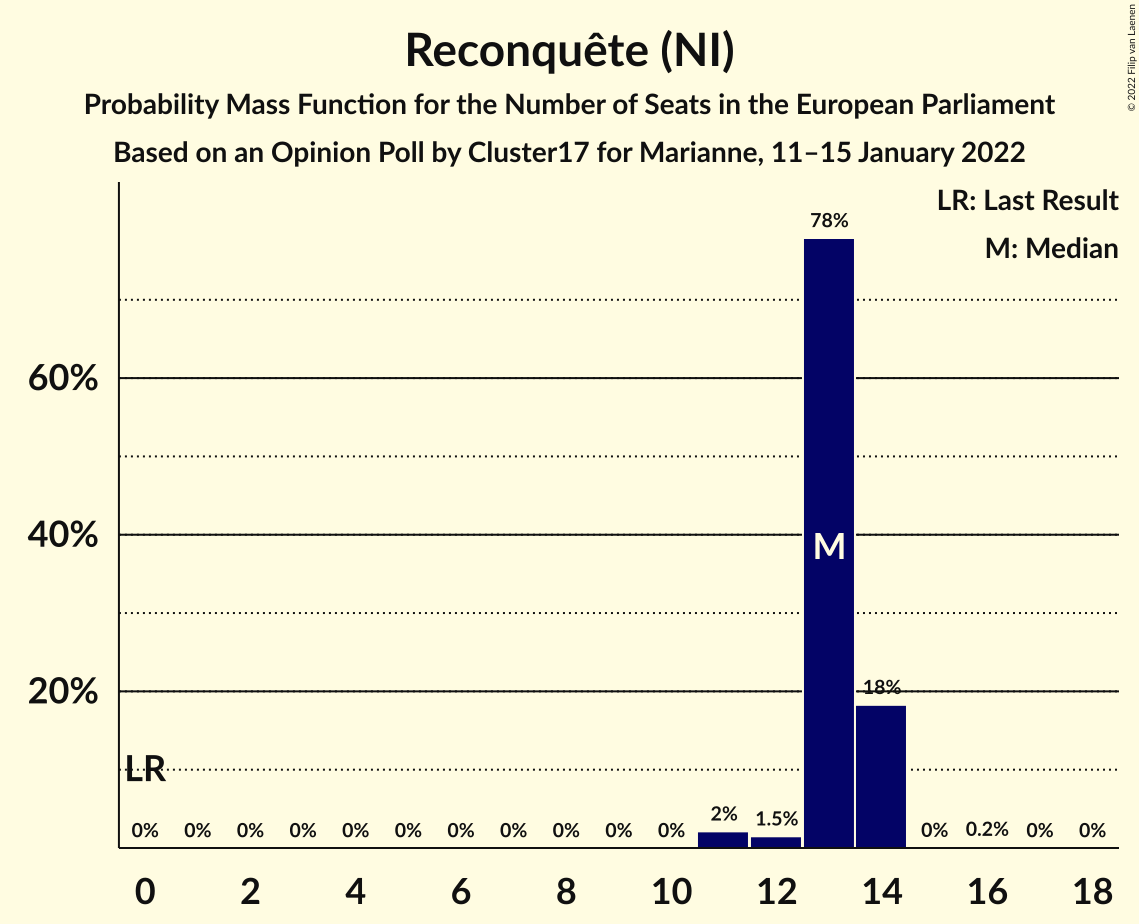 Reconquête (NI)
Probability Mass Function for the Number of Seats in the European Parliament
Based on an Opinion Poll by Cluster17 for Marianne, 11–15 January 2022
© 2022 Filip van Laenen
LR: Last Result
M: Median
78%
60%
40%
M
20%
18%
LR
0% 0% 0% 0% 0% 0% 0% 0% 0% 0% 0% 2% 1.5% 0% 0.2% 0% 0%
0 2 4 6 8 10 12 14 16 18